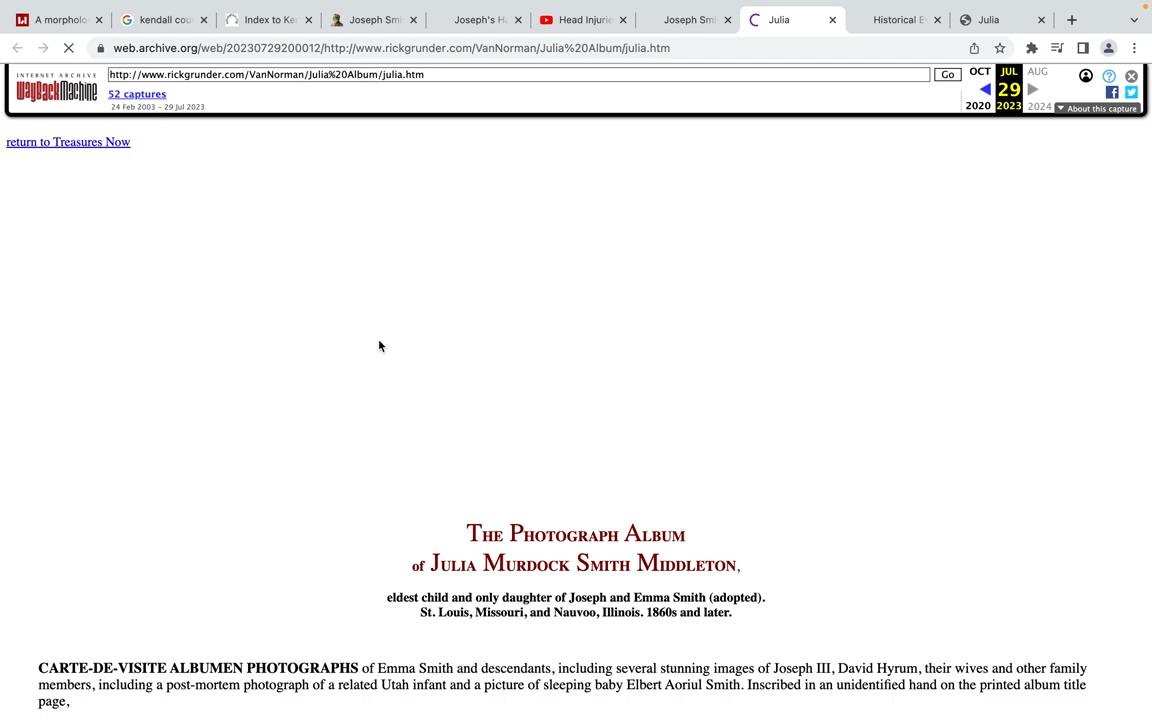 A morpholo
kendall cou
Index to Ke
Joseph Smi
Joseph's H
Head Injurie
Joseph Smi
Julia
Historical E
Julia
web.archive.org/web/20230729200012/http://www.rickgrunder.com/VanNorman/Julia%20Album/julia.htm
INTERNET ARCHIVE
WayBackMachine
http://www.rickgrunder.com/VanNorman/Julia%20Album/julia.htm
Go
52 captures
24 Feb 2003 – 29 Jul 2023
OCT JUL AUG
29
2020 2023 2024
About this capture
return to Treasures Now
The Photograph Album
of Julia Murdock Smith Middleton,
eldest child and only daughter of Joseph and Emma Smith (adopted).
St. Louis, Missouri, and Nauvoo, Illinois. 1860s and later.
CARTE-DE-VISITE ALBUMEN PHOTOGRAPHS of Emma Smith and descendants, including several stunning images of Joseph III, David Hyrum, their wives and other family
members, including a post-mortem photograph of a related Utah infant and a picture of sleeping baby Elbert Aoriul Smith. Inscribed in an unidentified hand on the printed album title
page,